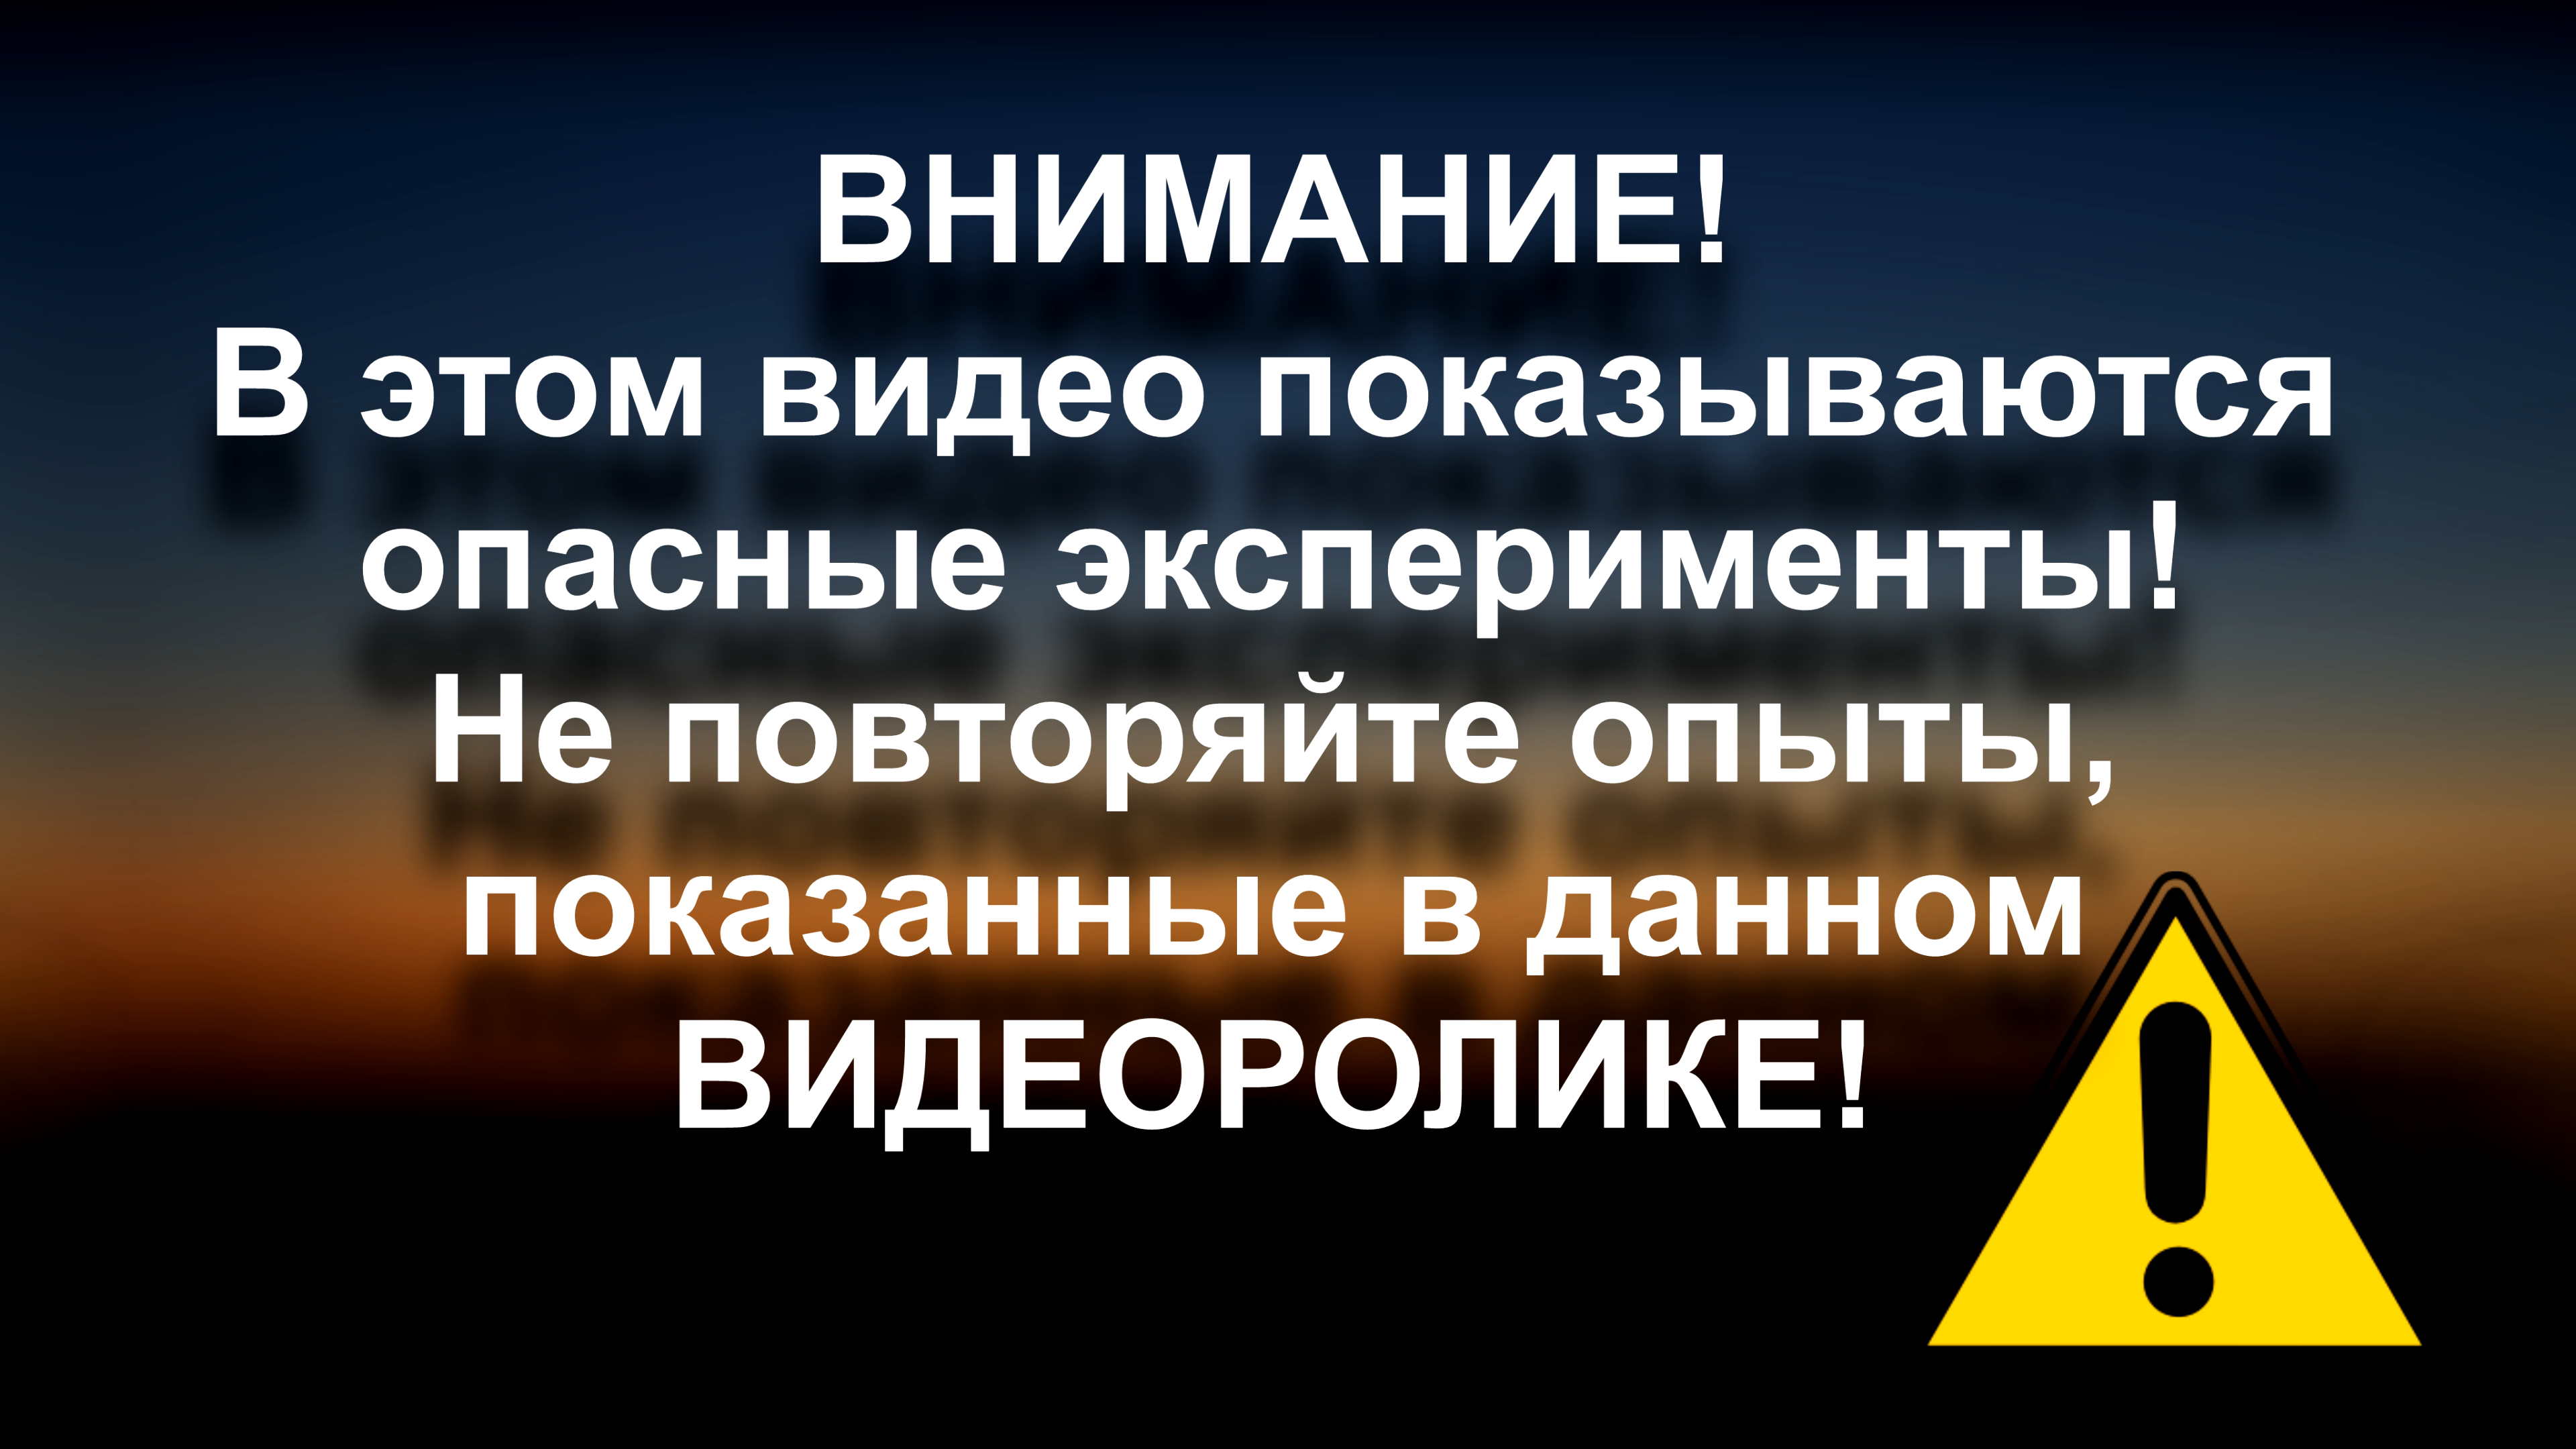 ВНИМАНИЕ!
В этом видео показываются
опасные эксперименты!
Не повторяйте опыты,
показанные в данном
ВИДЕОРОЛИКЕ!